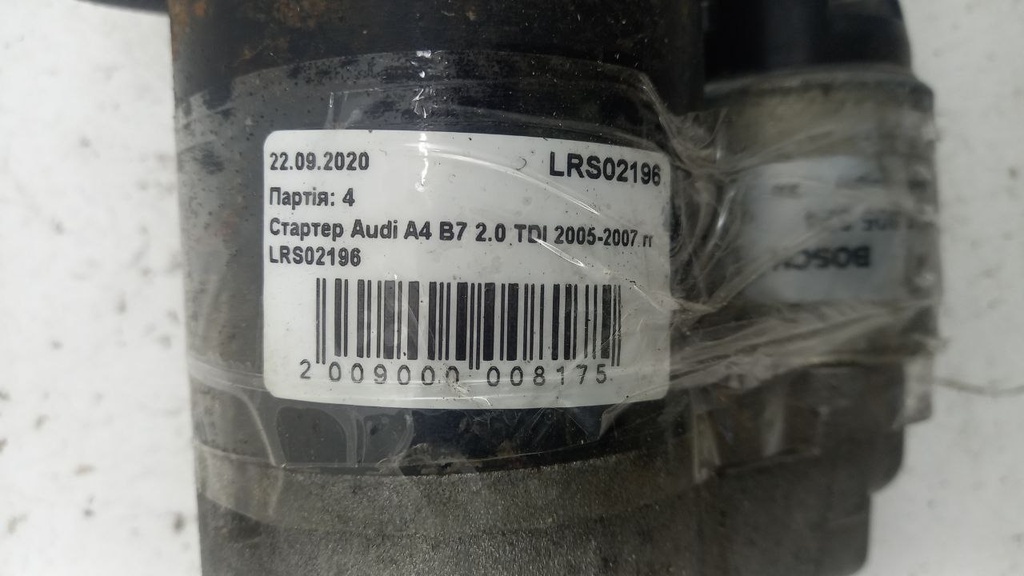 22.09.2020
LRS02196
Партія: 4
Стартер Audi A4 B7 2.0 TDI 2005-2007 гг
LRS02196
2 009000 008175
BOSCH